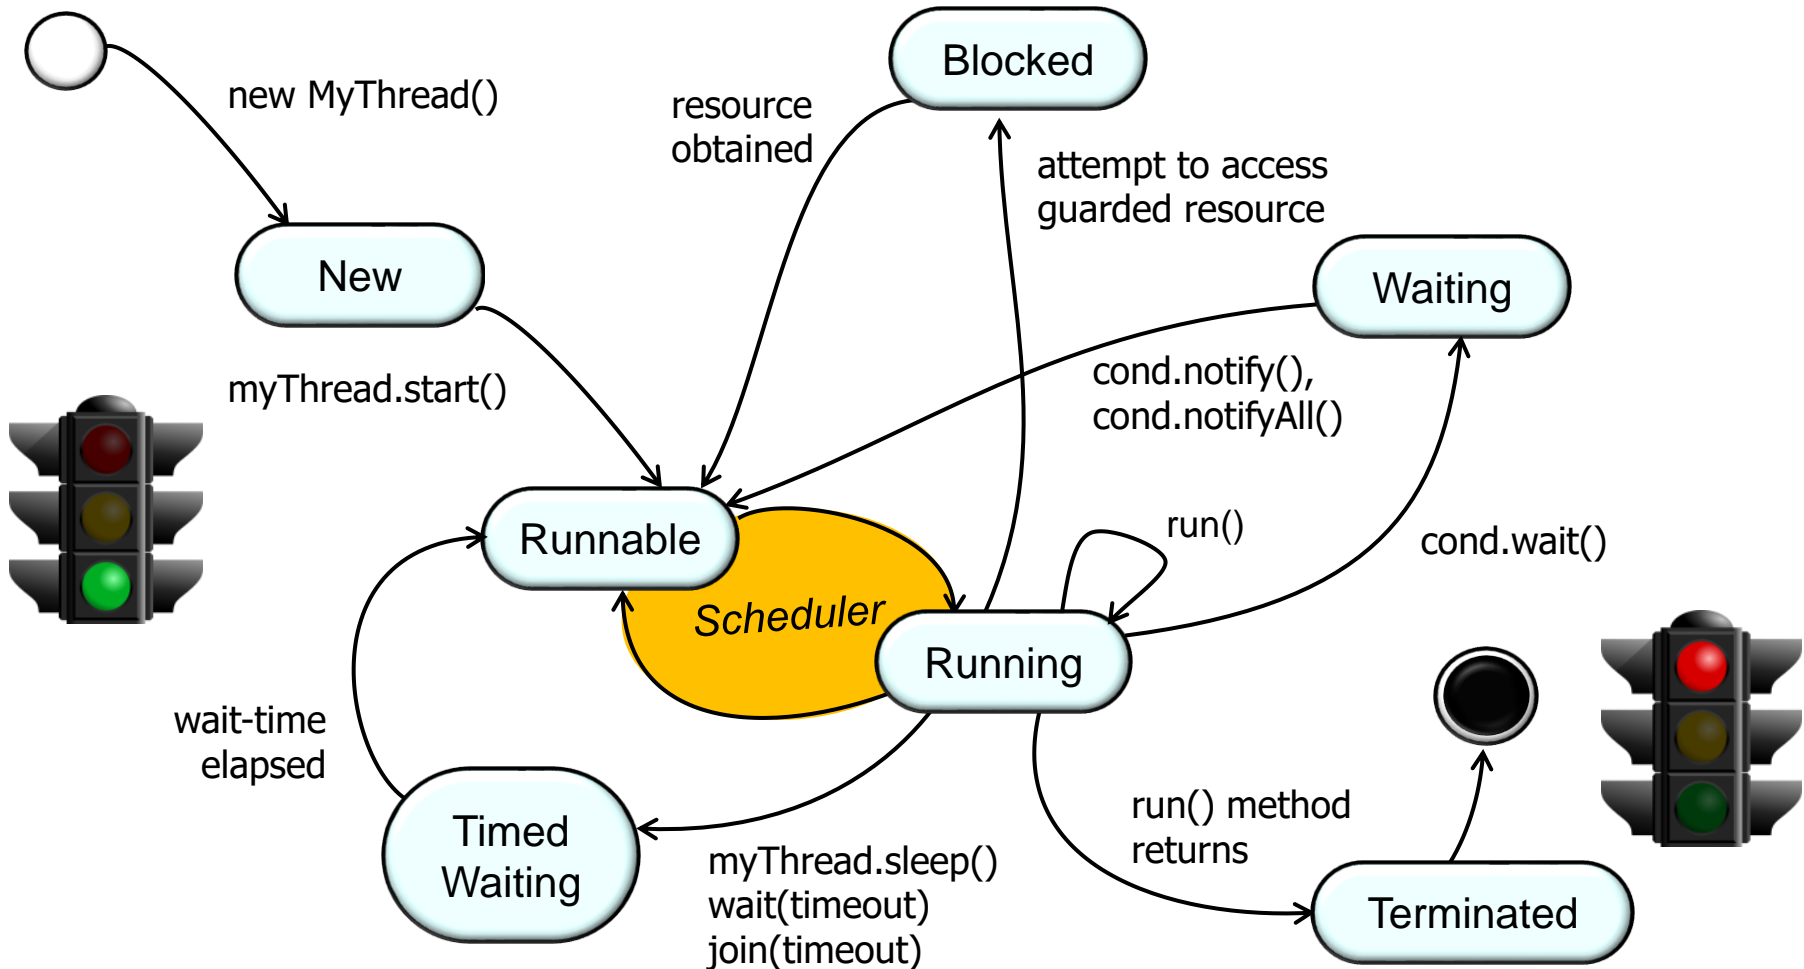 Blocked
new MyThread()
resource
obtained
attempt to access
guarded resource
New
Waiting
myThread.start()
cond.notify(),
cond.notifyAll()
Runnable
run()
cond.wait()
Scheduler
Running
wait-time
elapsed
run() method
returns
Timed
Waiting
myThread.sleep()
wait(timeout)
join(timeout)
Terminated